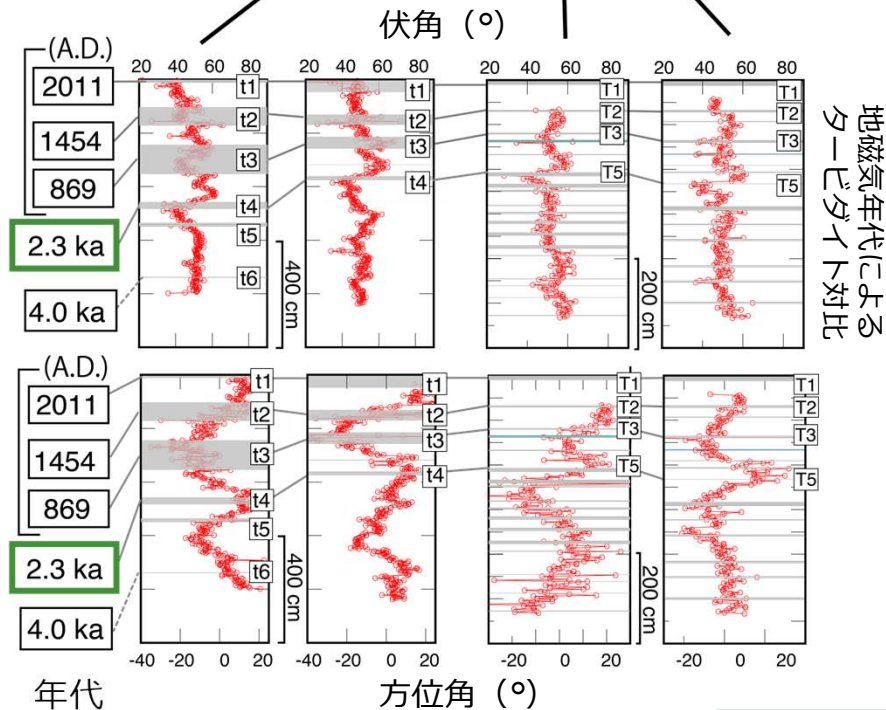 伏角（°）
(A.D.)
20 40 60 80
20 40 60 80
20 40 60 80
20 40 60 80
2011
1454
869
2.3 ka
4.0 ka
t1
t2
t3
t4
t5
t6
400 cm
t1
t2
t3
t4
T1
T2
T3
T5
200 cm
T1
T2
T3
T5
地磁気年代による
タービダイト対比
(A.D.)
2011
1454
869
2.3 ka
4.0 ka
t1
t2
t3
t4
t5
t6
400 cm
t1
t2
t3
t4
T1
T2
T3
T5
200 cm
T1
T2
T3
T5
-40 -20 0 20
-40 -20 0 20
-20 0 20
-20 0 20
年代
方位角（°）